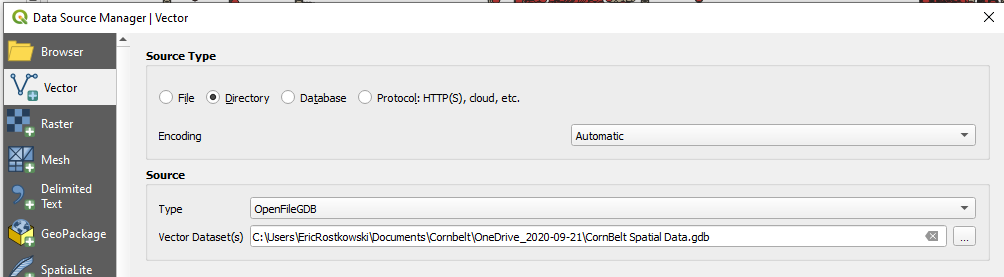 Data Source Manager | Vector
Browser
Vector
Raster
Mesh
Delimited
Text
GeoPackage
SpatiaLite
Source Type
File
Directory
Database
Protocol: HTTP(S), cloud, etc.
Encoding
Automatic
Source
Type
OpenFileGDB
Vector Dataset(s)
C:\Users\EricRostkowski\Documents\Cornbelt\OneDrive_2020-09-21\CornBelt Spatial Data.gdb
...